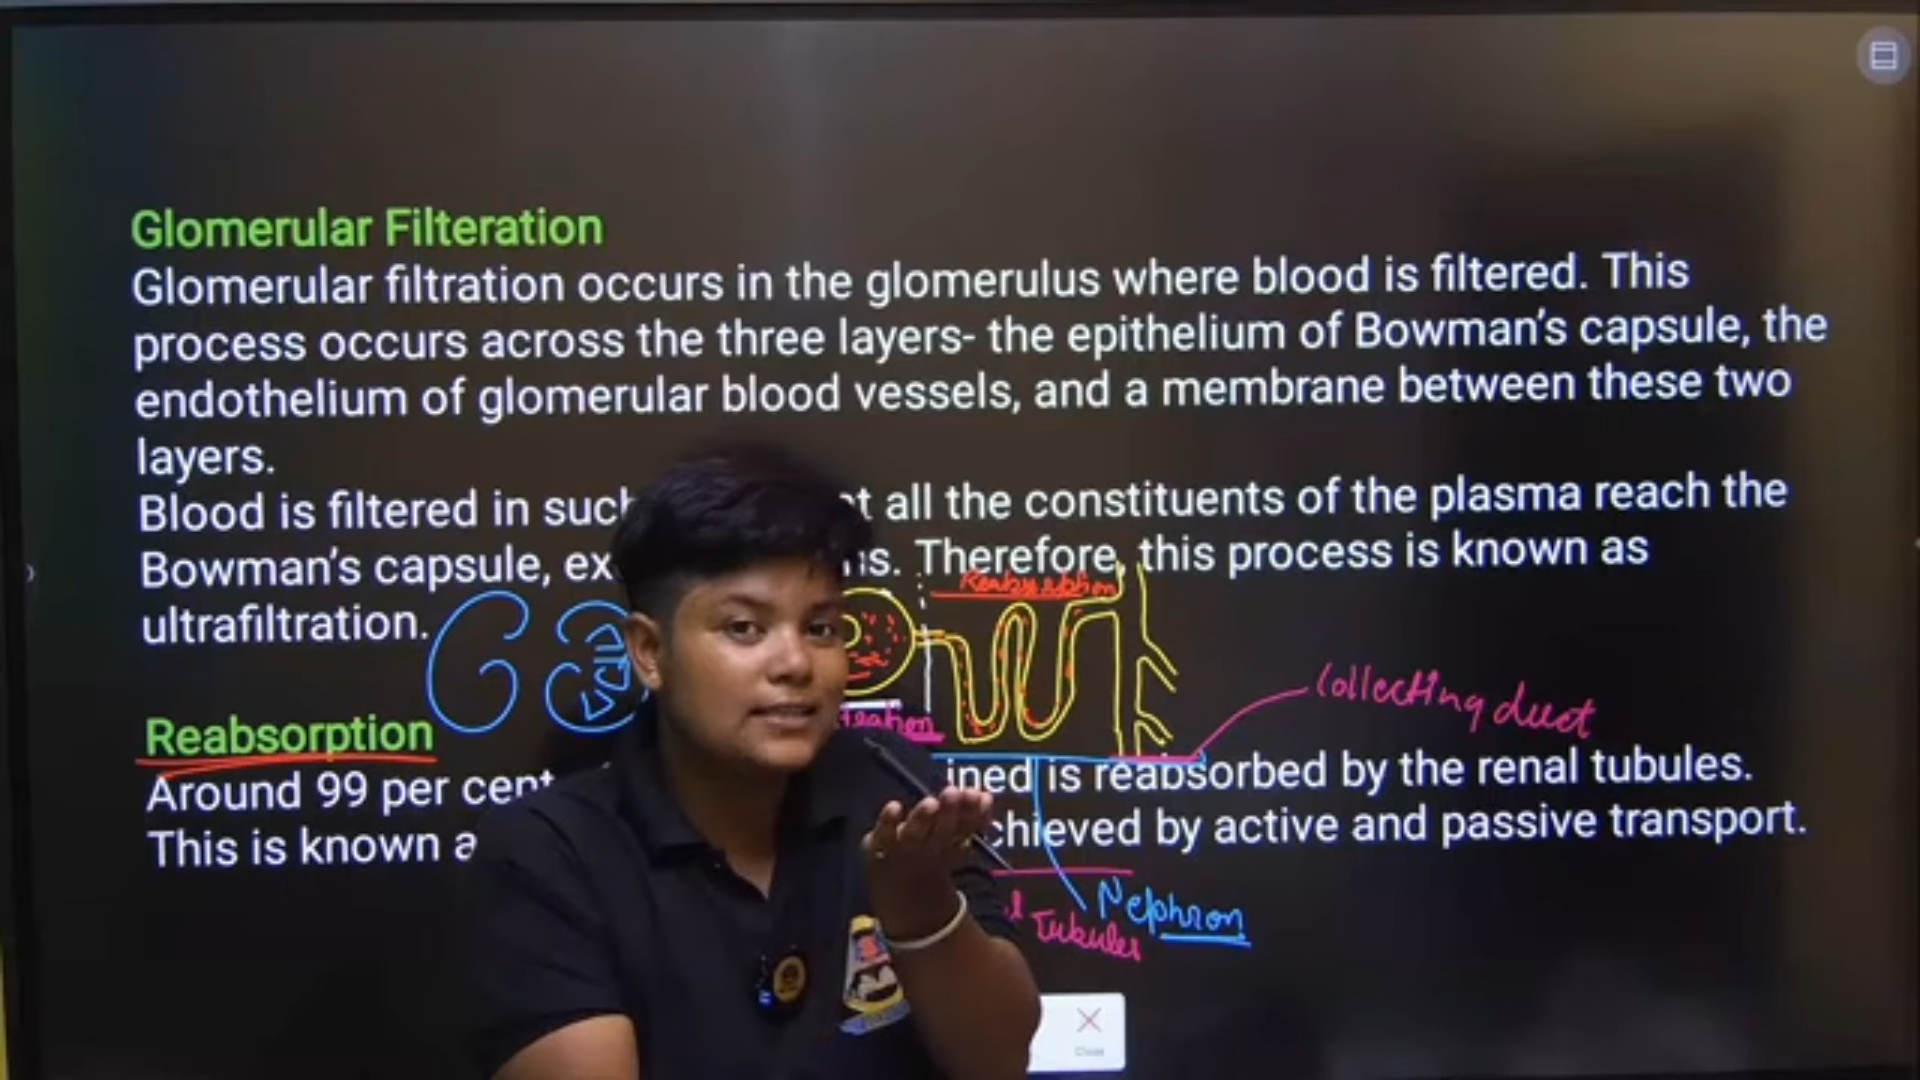 Glomerular Filteration
Glomerular filtration occurs in the glomerulus where blood is filtered. This
process occurs across the three layers- the epithelium of Bowman's capsule, the
endothelium of glomerular blood vessels, and a membrane between these two
layers.
Blood is filtered in such all the constituents of the plasma reach the
Bowman's capsule, Therefore, this process is known as
Reabsorption
ultrafiltration.
Collecting duct
Reabsorption
Around 99 per cent is reabsorbed by the renal tubules.
This is known by active and passive transport.
Nephron
Tubules
Close